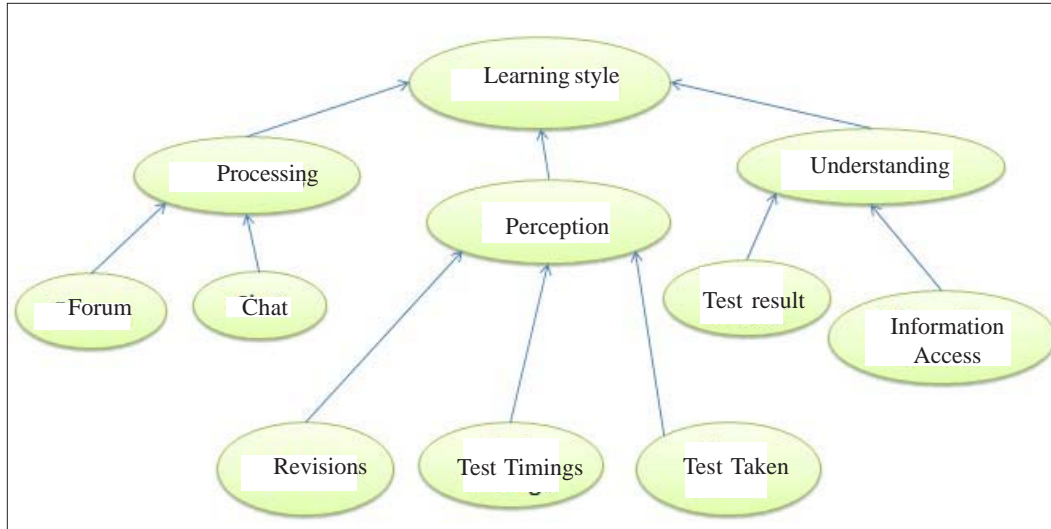 Learning style
Processing
Understanding
Perception
Forum
Chat
Test result
Information
Access
Revisions
Test Timings
Test Taken